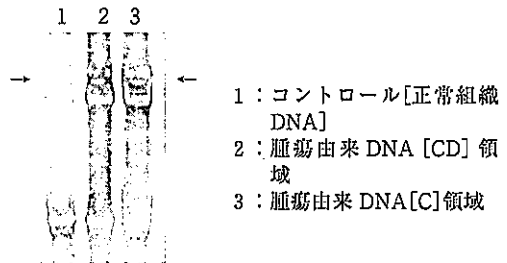 1 2 3
→ ←
1：コントロール[正常組織
DNA]
2：腫瘍由来 DNA [CD] 領
域
3：腫瘍由来 DNA[C]領域